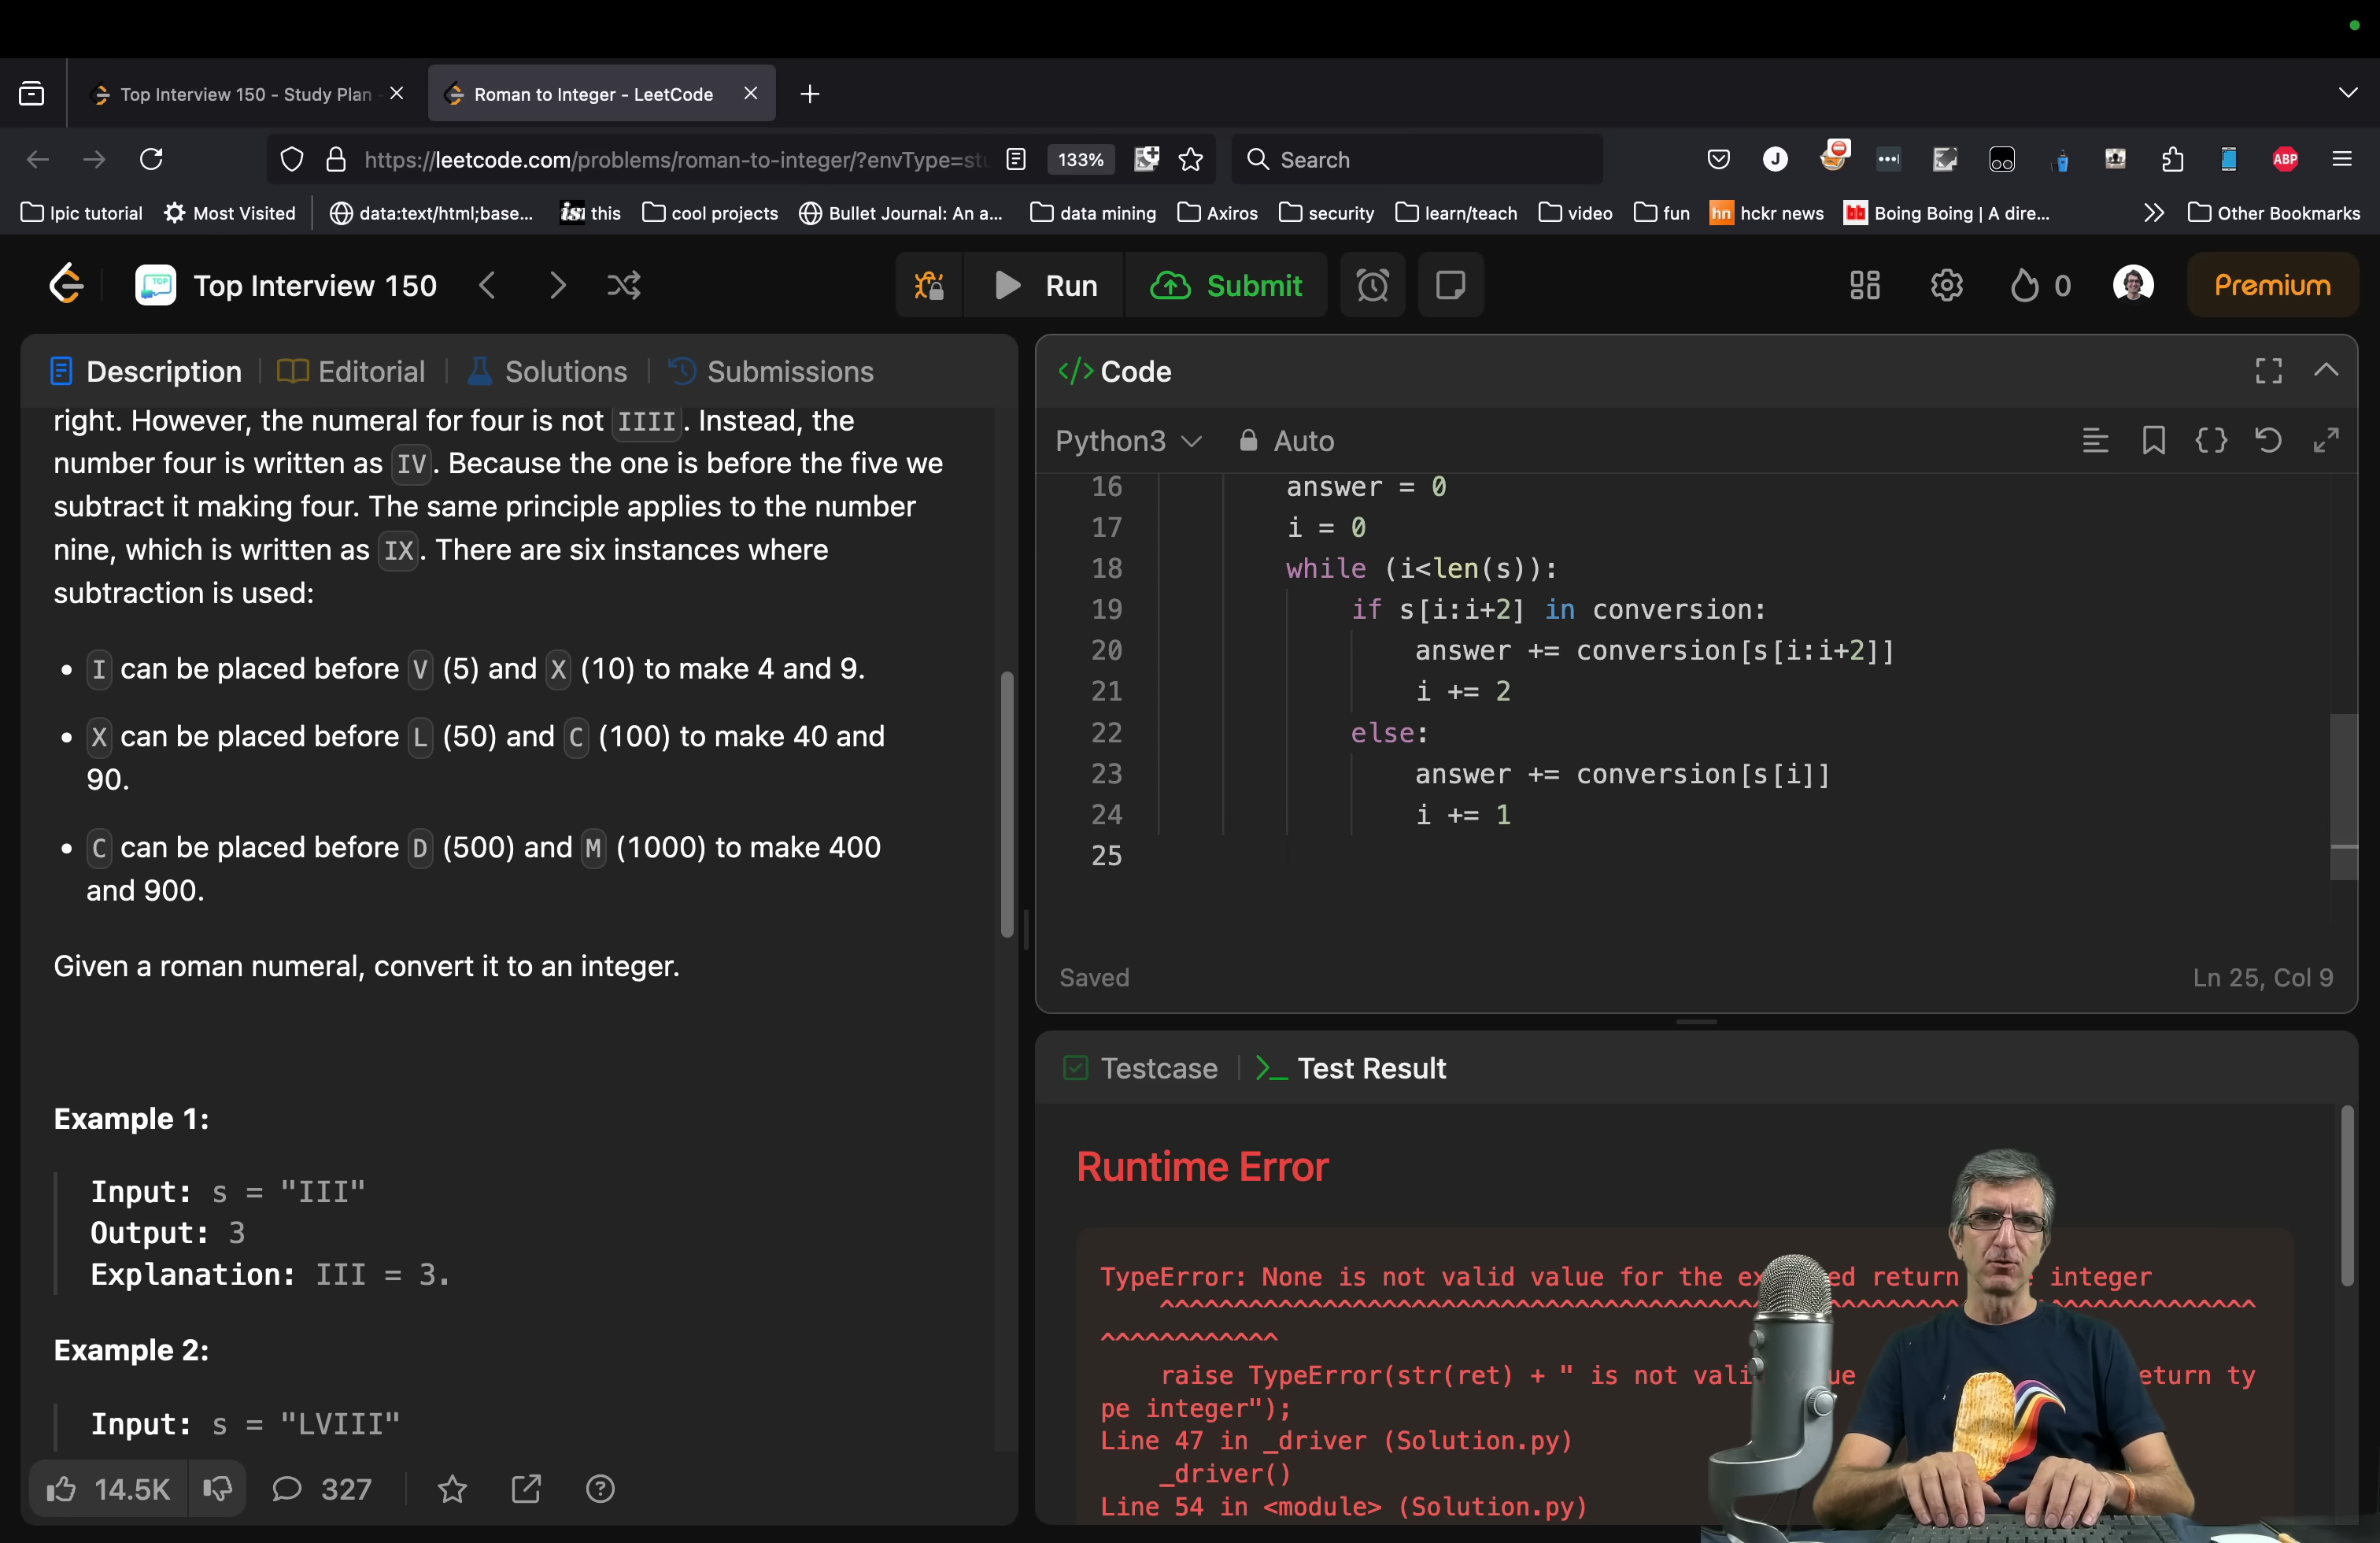 Top Interview 150 - Study Plan
Roman to Integer - LeetCode
https://leetcode.com/problems/roman-to-integer/?envType=stu
133%
Search
J
ABP
lpic tutorial
Most Visited
data:text/html;base...
this
cool projects
Bullet Journal: An a...
data mining
Axiros
security
learn/teach
video
fun
hn hckr news
bb Boing Boing | A dire...
Other Bookmarks
TOP
Top Interview 150
Run
Submit
0
Premium
Description
Editorial
Solutions
Submissions
right. However, the numeral for four is not IIII. Instead, the
number four is written as IV. Because the one is before the five we
subtract it making four. The same principle applies to the number
nine, which is written as IX. There are six instances where
subtraction is used:
• I can be placed before V (5) and X (10) to make 4 and 9.
• X can be placed before L (50) and C (100) to make 40 and
90.
• C can be placed before D (500) and M (1000) to make 400
and 900.
Given a roman numeral, convert it to an integer.
Example 1:
Input: s = "III"
Output: 3
Explanation: III = 3.
Example 2:
Input: s = "LVIII"
14.5K
327
</> Code
Python3
Auto
16 answer = 0
17 i = 0
18 while (i<len(s)):
19 if s[i:i+2] in conversion:
20 answer += conversion[s[i:i+2]]
21 i += 2
22 else:
23 answer += conversion[s[i]]
24 i += 1
25
Saved
Ln 25, Col 9
Testcase
>_ Test Result
Runtime Error
TypeError: None is not valid value for the return integer
^^^^^^^^^^^^^^^^^^^^^^^^^^^^^^^^^^^^^^^^^^^^^^^^^^^^^^^^^^^^^^^^^^^^^^^^^
^^^^^^^^^^^^
raise TypeError(str(ret) + " is not ty
pe integer");
Line 47 in _driver (Solution.py)
_driver()
Line 54 in <module> (Solution.py)